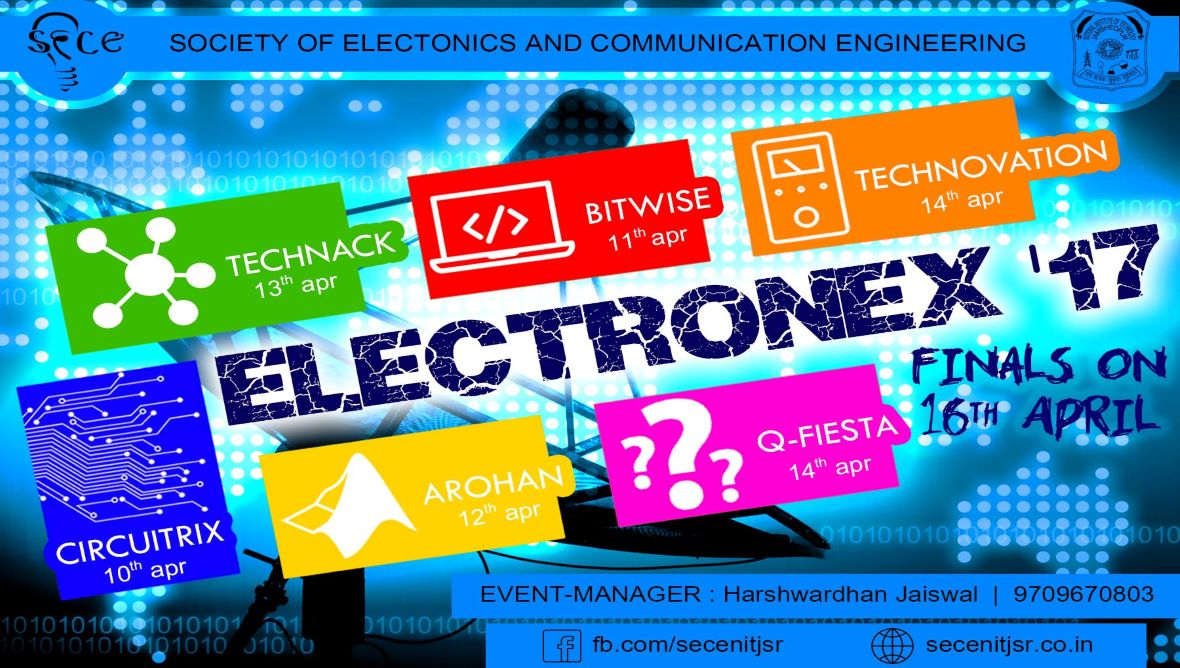 SECE
SOCIETY OF ELECTONICS AND COMMUNICATION ENGINEERING
TECHNOVATION
14th apr
BITWISE
11th apr
TECHNACK
13th apr
ELECTRONEX '17
FINALS ON
16TH APRIL
CIRCUITRIX
10th apr
AROHAN
12th apr
Q-FIESTA
14th apr
EVENT-MANAGER : Harshwardhan Jaiswal | 9709670803
fb.com/secenitjsr
secenitjsr.co.in